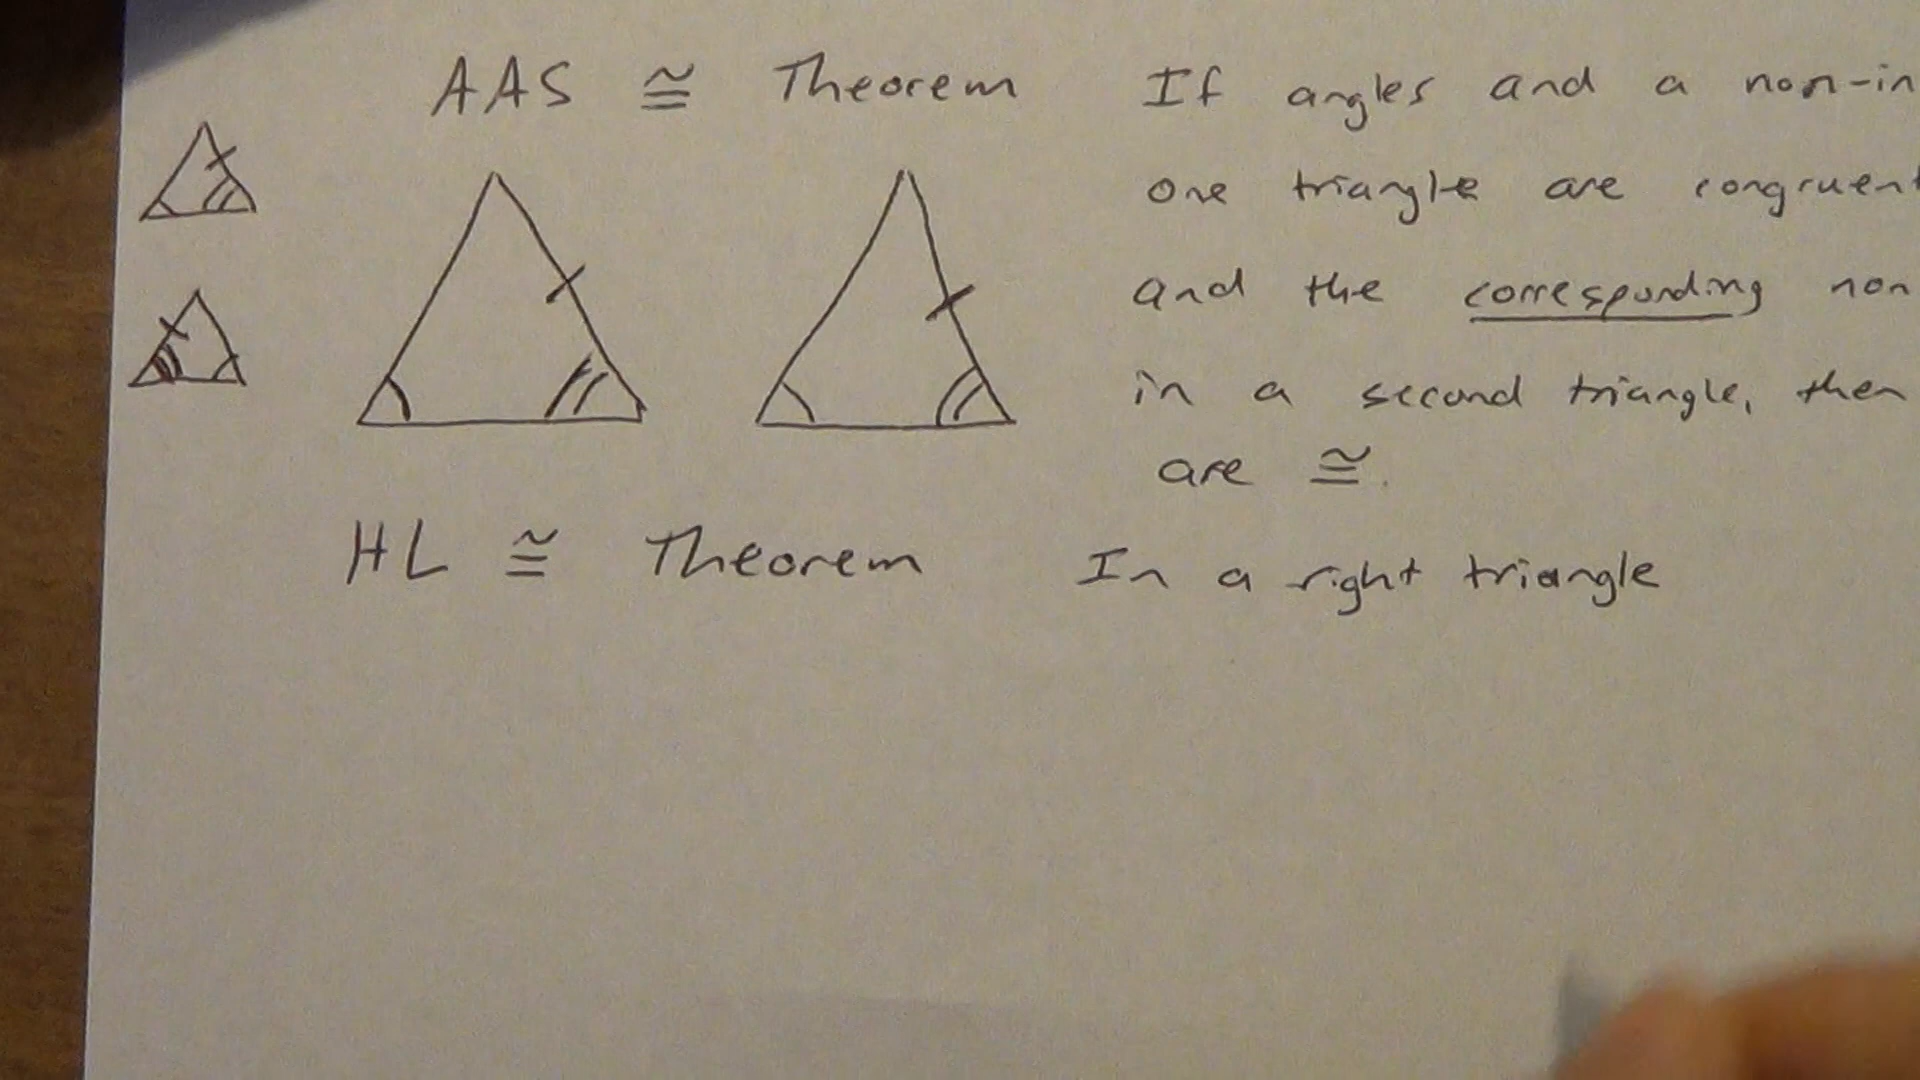 AAS ≅ Theorem
If angles and a non-in
one triangle are congruent
and the corresponding non
in a second triangle, then
are ≅.
HL ≅ Theorem
In a right triangle